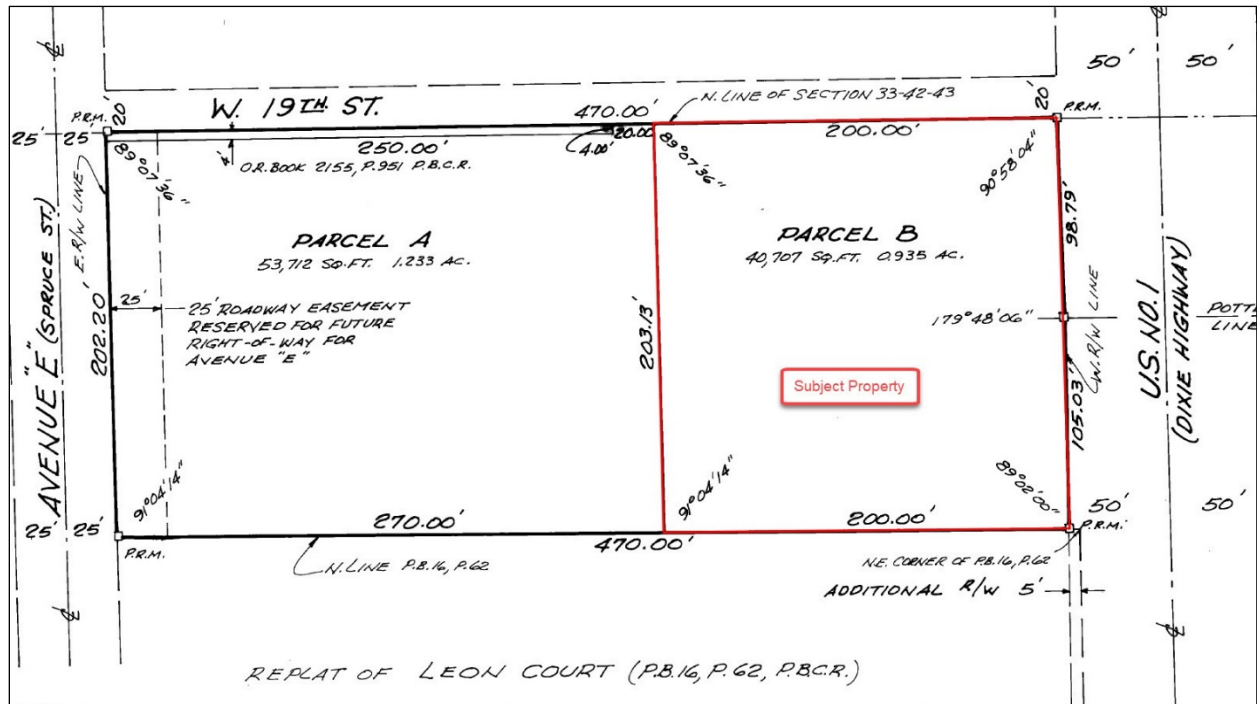 50'
50'
W. 19TH ST.
470.00'
N. LINE OF SECTION 33-42-43
P.R.M.
20'
20'
P.R.M.
25'
25'
250.00'
20.00
4.00'
200.00'
4'
O.R. BOOK 2155, P.951 P.B.C.R.
89°07'36"
89°07'36"
90°58'04"
E. R/W LINE
98.79'
PARCEL A
53,712 SQ.FT. 1.233 AC.
PARCEL B
40,707 SQ.FT. 0.935 AC.
AVENUE "E" (SPRUCE ST.)
202.20'
25'
25' ROADWAY EASEMENT
RESERVED FOR FUTURE
RIGHT-OF-WAY FOR
AVENUE "E"
203.13'
179°48'06"
W. R/W LINE
U.S. NO. 1
(DIXIE HIGHWAY)
POTT
LINE
Subject Property
105.03'
91°04'14"
91°04'14"
89°02'00"
25'
25'
270.00'
200.00'
50'
50'
P.R.M.
470.00'
P.R.M.
N. LINE P.B.16, P.62
N.E. CORNER OF P.B.16, P.62
ADDITIONAL R/W 5'
REPLAT OF LEON COURT (P.B.16, P.62, P.B.C.R.)